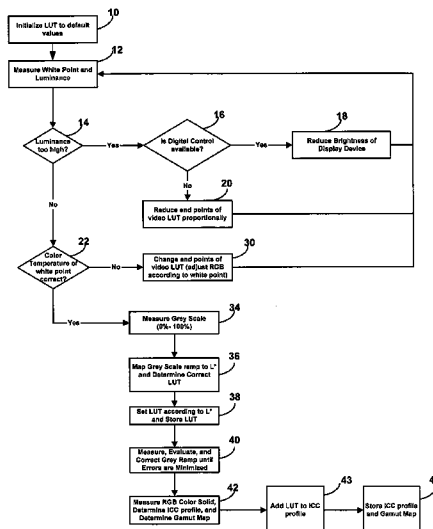 10
Initialize LUT to default
values
12
Measure White Point and
Luminance
14
Luminance
too high?
Yes
16
Is Digital Control
available?
Yes
18
Reduce Brightness of
Display Device
No
20
Reduce end points of
video LUT proportionally
No
22
Color
Temperature of
white point
correct?
No
30
Change end points of
video LUT (adjust RGB
according to white point)
Yes
34
Measure Grey Scale
(0%- 100%)
36
Map Grey Scale ramp to L*
and Determine Correct
LUT
38
Set LUT according to L*
and Store LUT
40
Measure, Evaluate, and
Correct Grey Ramp until
Errors are Minimized
42
Measure RGB Color Solid,
Determine ICC profile, and
Determine Gamut Map
43
Add LUT to ICC
profile
4
Store ICC profile
and Gamut Map